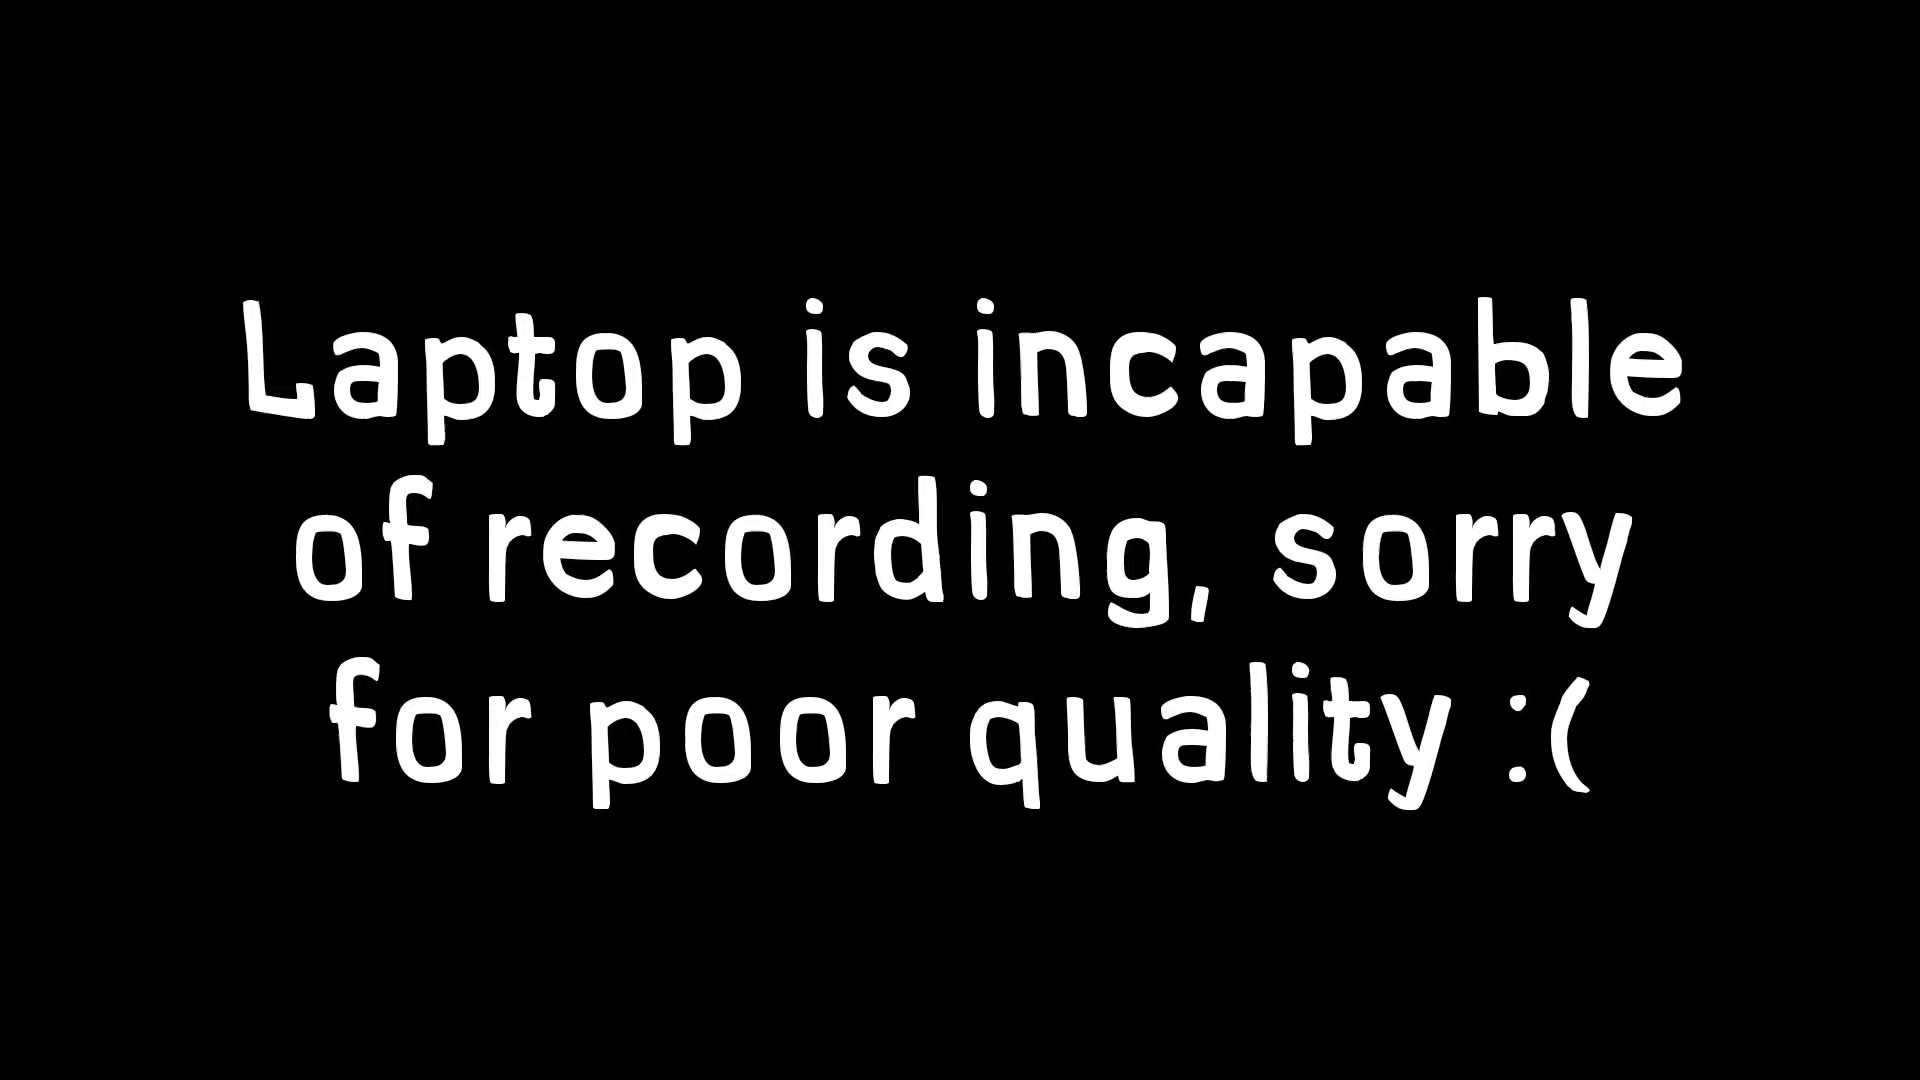 Laptop is incapable
of recording, sorry
for poor quality :(